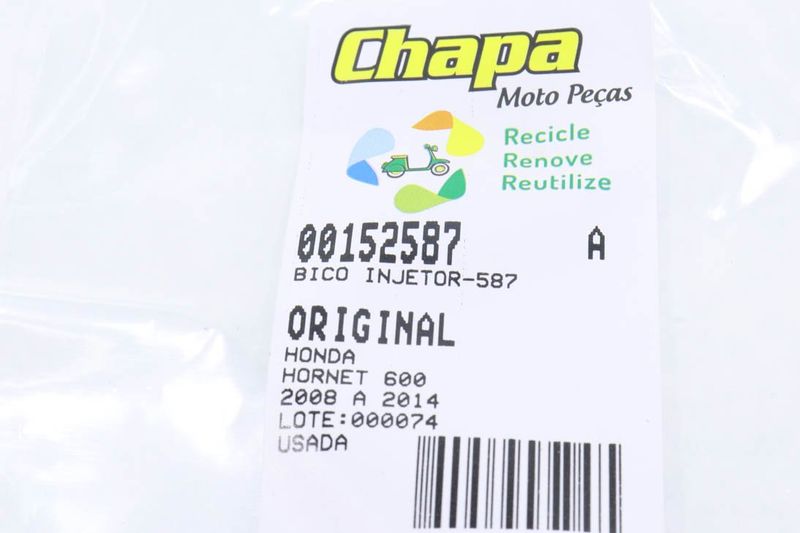 Chapa
Moto Peças
Recicle
Renove
Reutilize
00152587 A
BICO INJETOR-587
ORIGINAL
HONDA
HORNET 600
2008 A 2014
LOTE:000074
USADA